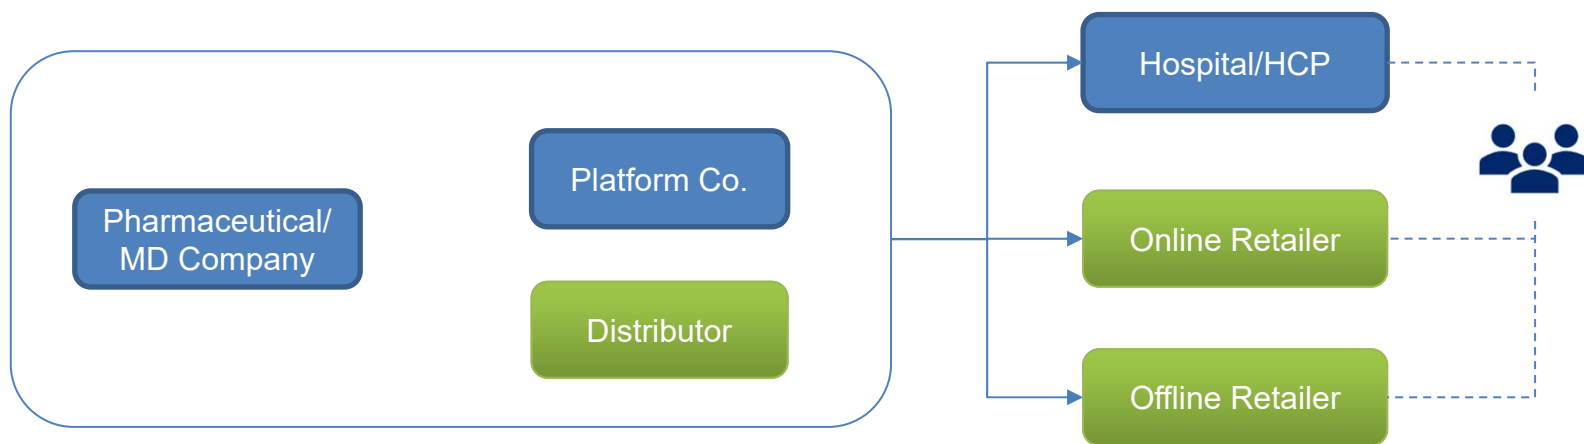 Pharmaceutical/
MD Company
Platform Co.
Distributor
Hospital/HCP
Online Retailer
Offline Retailer